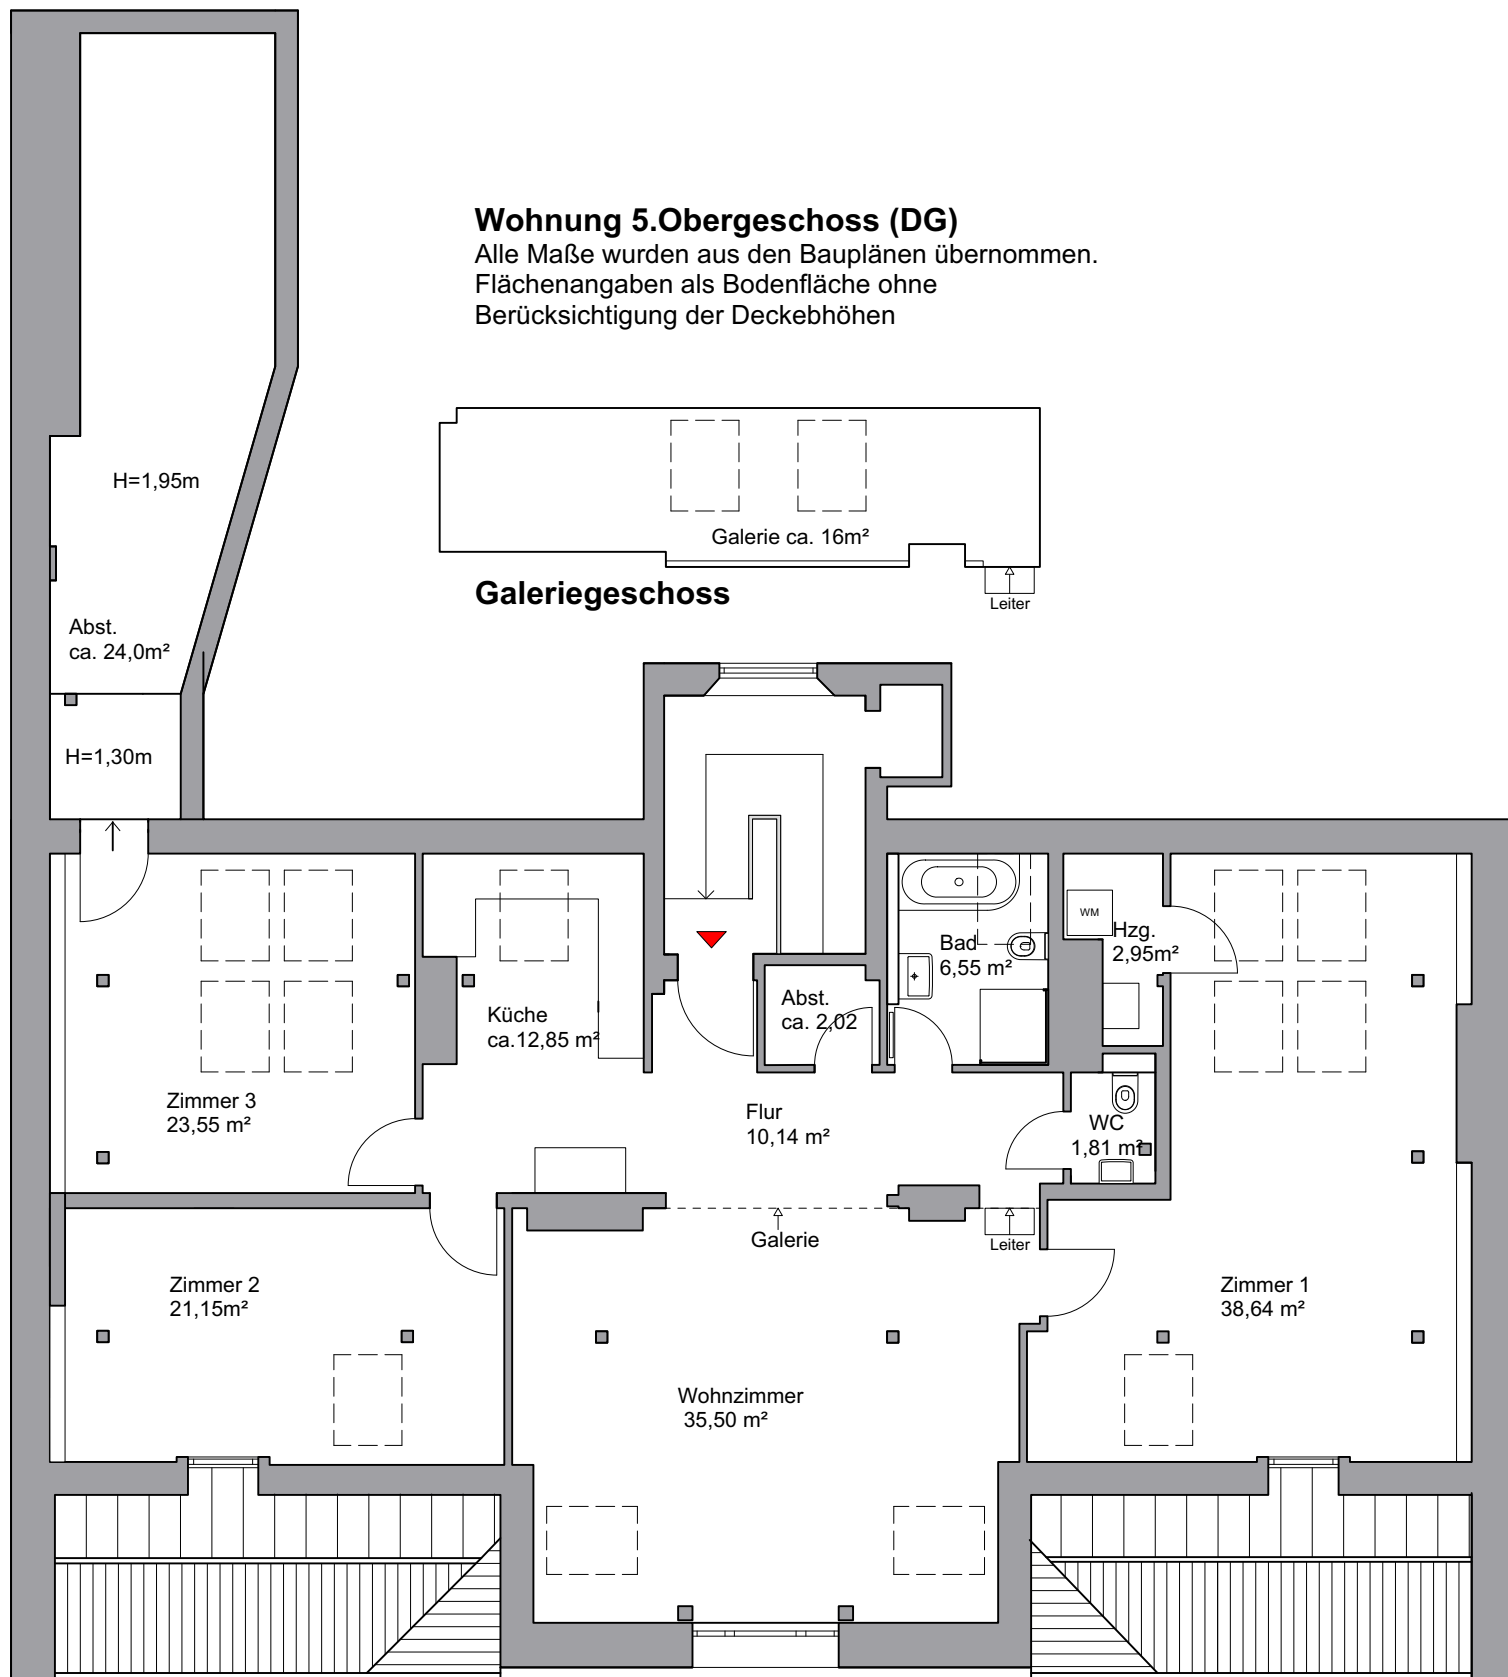 Wohnung 5.Obergeschoss (DG)
Alle Maße wurden aus den Bauplänen übernommen.
Flächenangaben als Bodenfläche ohne
Berücksichtigung der Deckebhöhen
H=1,95m
Galerie ca. 16m²
Galeriegeschoss
Leiter
Abst.
ca. 24,0m²
H=1,30m
WM
Hzg.
2,95m²
Bad
6,55 m²
Abst.
ca. 2,02
Küche
ca.12,85 m²
Zimmer 3
23,55 m²
Flur
10,14 m²
WC
1,81 m²
Galerie
Leiter
Zimmer 2
21,15m²
Zimmer 1
38,64 m²
Wohnzimmer
35,50 m²